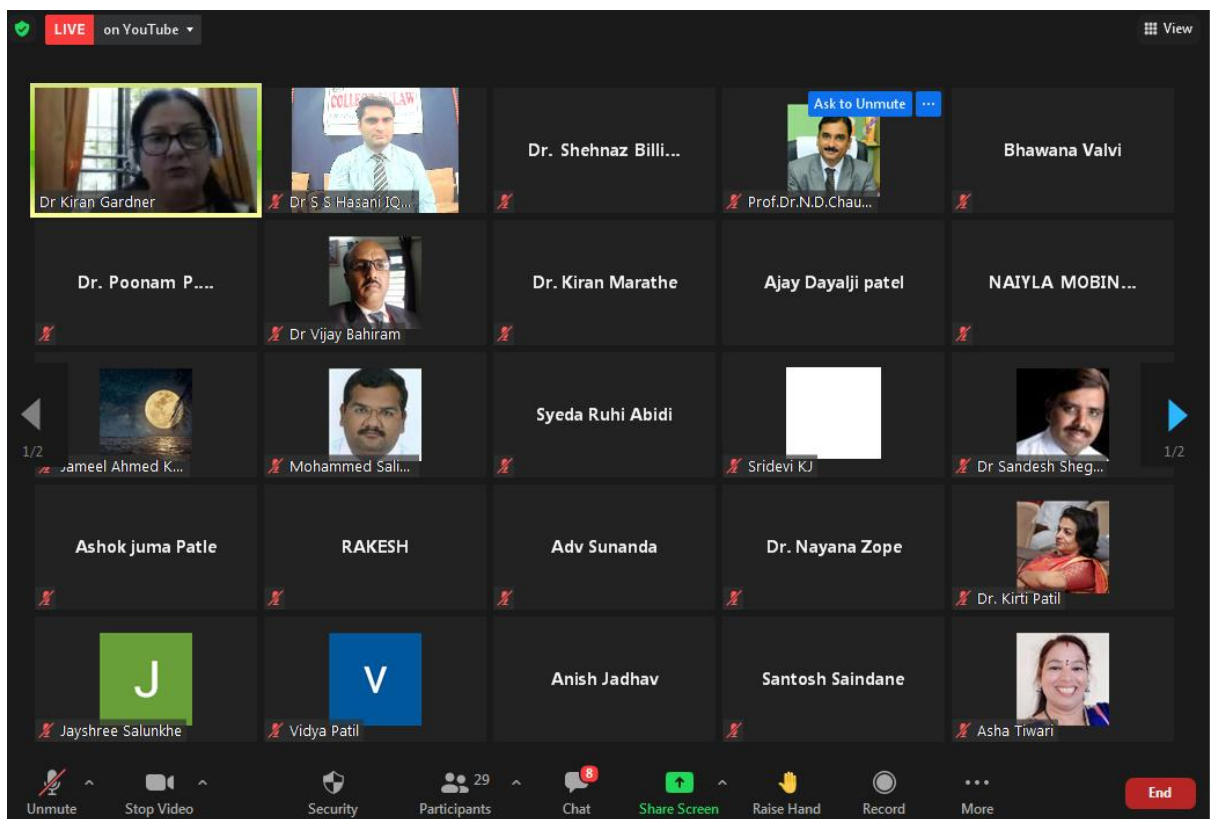 LIVE on YouTube
View
COLLEGE LAW
Dr Kiran Gardner
Dr S S Hasani IQ...
Dr. Shehnaz Billi...
Ask to Unmute ...
Prof.Dr.N.D.Chau...
Bhawana Valvi
Dr. Poonam P....
Dr Vijay Bahiram
Dr. Kiran Marathe
Ajay Dayalji patel
NAIYLA MOBIN...
1/2
Jameel Ahmed K...
Mohammed Sali...
Syeda Ruhi Abidi
Sridevi KJ
Dr Sandesh Sheg...
1/2
Ashok juma Patle
RAKESH
Adv Sunanda
Dr. Nayana Zope
Dr. Kirti Patil
J
Jayshree Salunkhe
V
Vidya Patil
Anish Jadhav
Santosh Saindane
Asha Tiwari
Unmute
Stop Video
Security
Participants 29
Chat 8
Share Screen
Raise Hand
Record
More
End